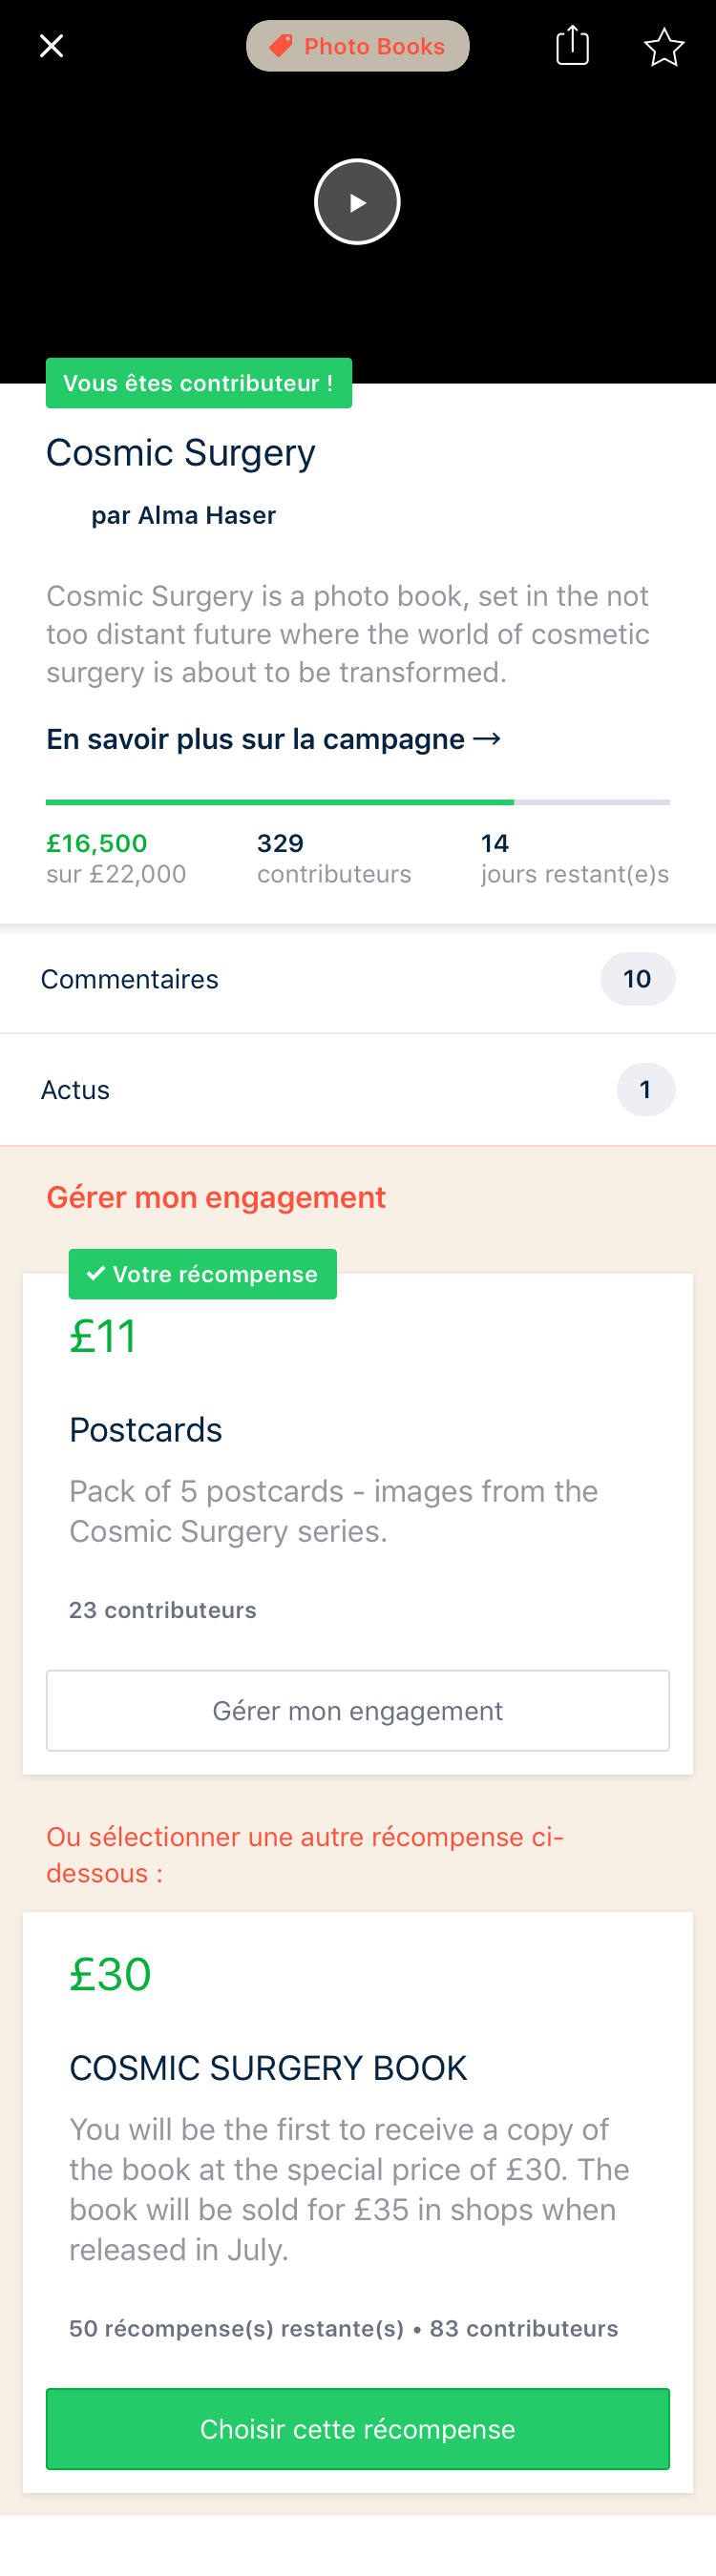 Photo Books
Vous êtes contributeur !
Cosmic Surgery
par Alma Haser
Cosmic Surgery is a photo book, set in the not
too distant future where the world of cosmetic
surgery is about to be transformed.
En savoir plus sur la campagne →
£16,500
sur £22,000
329
contributeurs
14
jours restant(e)s
Commentaires
10
Actus
1
Gérer mon engagement
✓ Votre récompense
£11
Postcards
Pack of 5 postcards - images from the
Cosmic Surgery series.
23 contributeurs
Gérer mon engagement
Ou sélectionner une autre récompense ci-
dessous :
£30
COSMIC SURGERY BOOK
You will be the first to receive a copy of
the book at the special price of £30. The
book will be sold for £35 in shops when
released in July.
50 récompense(s) restante(s) • 83 contributeurs
Choisir cette récompense